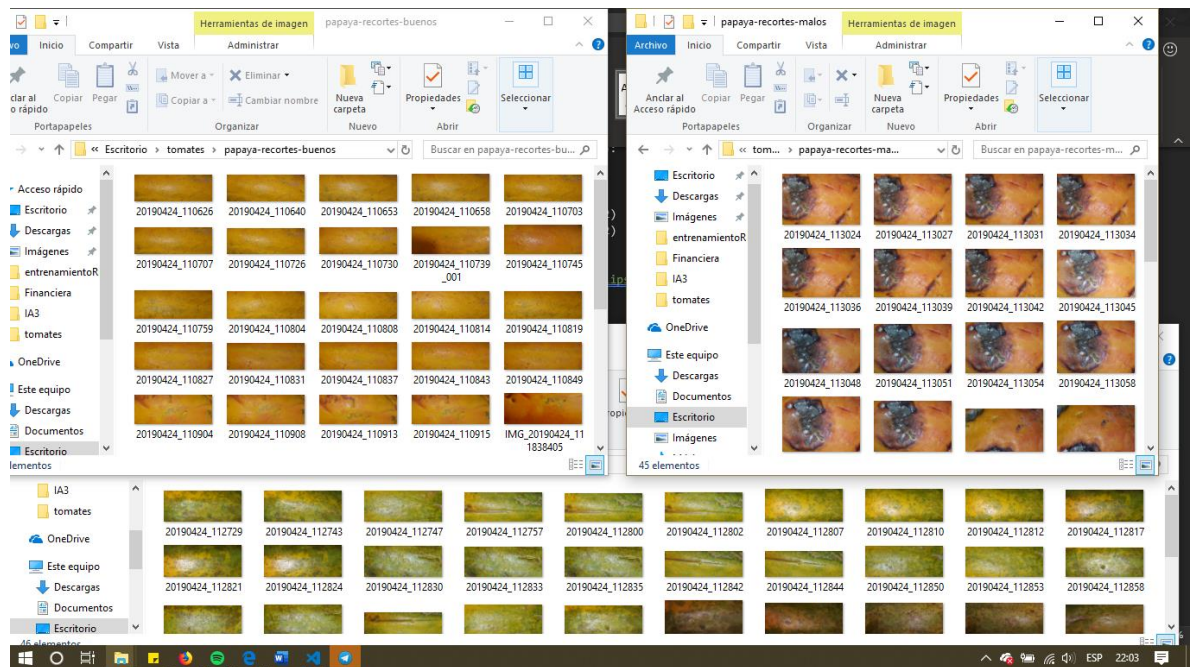 Herramientas de imagen papaya-recortes-buenos
Inicio Compartir Vista Administrar
Copiar Pegar
Mover a
Copiar a
Eliminar
Cambiar nombre
Nueva carpeta
Propiedades
Seleccionar
Portapapeles Organizar Nuevo Abrir
« Escritorio > tomates > papaya-recortes-buenos
Buscar en papaya-recortes-bu...
Acceso rápido
Escritorio
Descargas
Imágenes
entrenamientoR
Financiera
IA3
tomates
OneDrive
Este equipo
Descargas
Documentos
Escritorio
20190424_110626 20190424_110640 20190424_110653 20190424_110658 20190424_110703
20190424_110707 20190424_110726 20190424_110730 20190424_110739_001 20190424_110745
20190424_110759 20190424_110804 20190424_110808 20190424_110814 20190424_110819
20190424_110827 20190424_110831 20190424_110837 20190424_110843 20190424_110849
20190424_110904 20190424_110908 20190424_110913 20190424_110915 IMG_20190424_111838405
papaya-recortes-malos Herramientas de imagen
Archivo Inicio Compartir Vista Administrar
Anclar al Acceso rápido
Copiar Pegar
Nueva carpeta
Propiedades
Seleccionar
Portapapeles Organizar Nuevo Abrir
« tom... > papaya-recortes-ma...
Buscar en papaya-recortes-m...
Escritorio
Descargas
Imágenes
entrenamientoR
Financiera
IA3
tomates
OneDrive
Este equipo
Descargas
Documentos
Escritorio
Imágenes
20190424_113024 20190424_113027 20190424_113031 20190424_113034
20190424_113036 20190424_113039 20190424_113042 20190424_113045
20190424_113048 20190424_113051 20190424_113054 20190424_113058
45 elementos
IA3
tomates
OneDrive
Este equipo
Descargas
Documentos
Escritorio
20190424_112729 20190424_112743 20190424_112747 20190424_112757 20190424_112800 20190424_112802 20190424_112807 20190424_112810 20190424_112812 20190424_112817
20190424_112821 20190424_112824 20190424_112830 20190424_112833 20190424_112835 20190424_112842 20190424_112844 20190424_112850 20190424_112853 20190424_112858
46 elementos
ESP 22:03